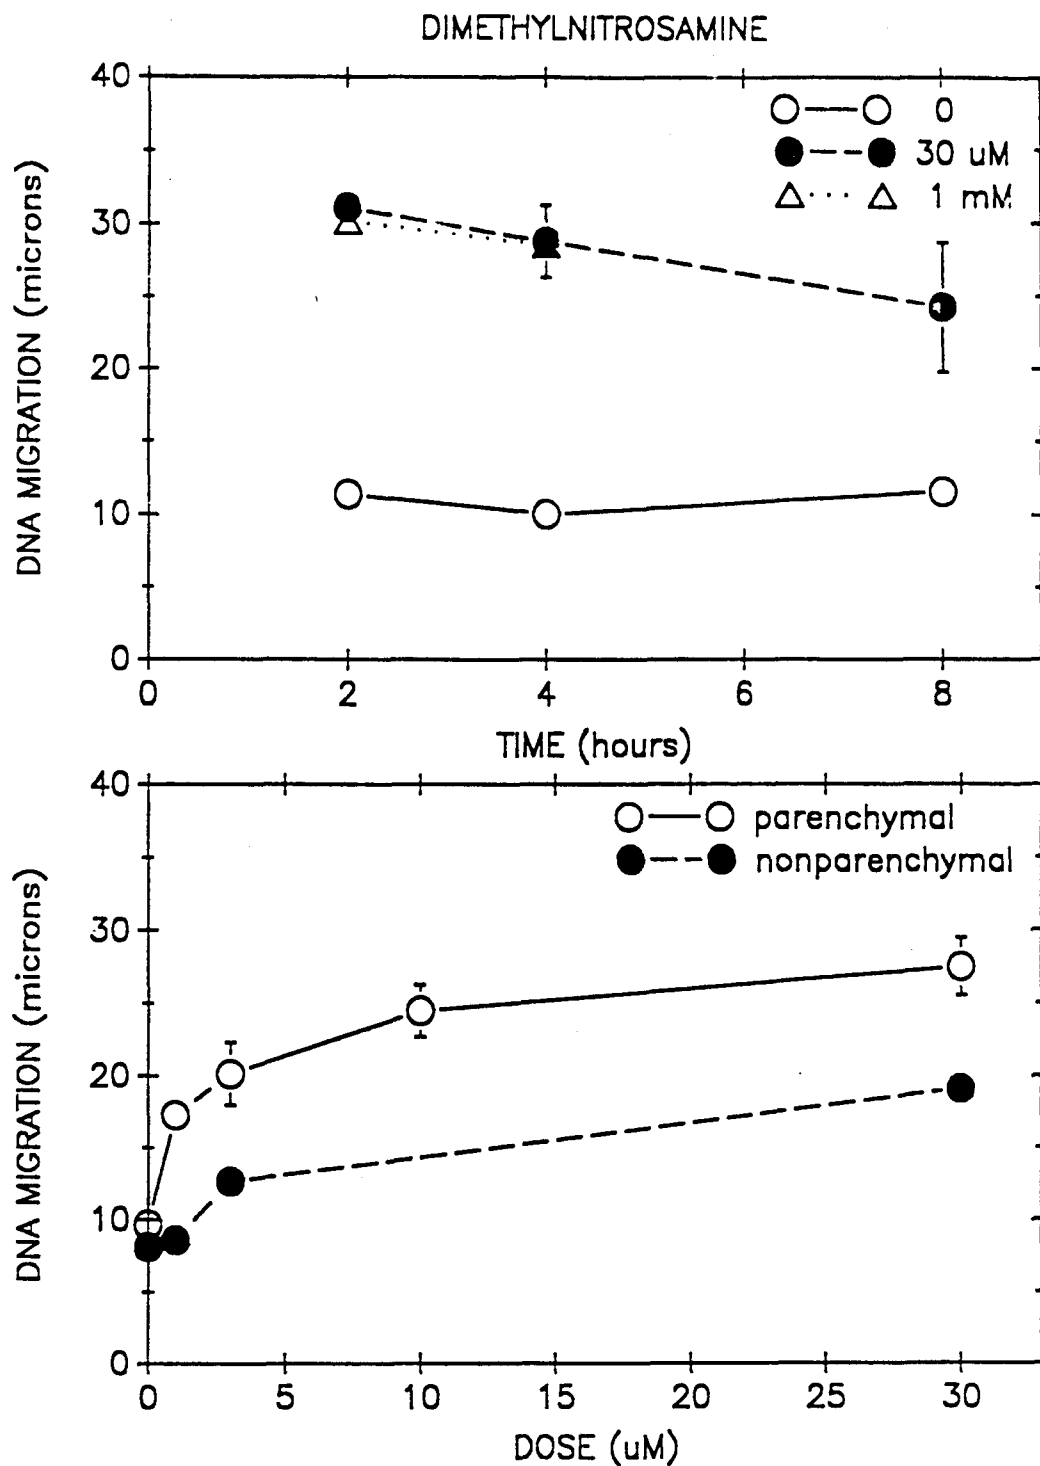 DIMETHYLNITROSAMINE
40
30
20
10
0
DNA MIGRATION (microns)
0
30 uM
1 mM
0 2 4 6 8
TIME (hours)
40
30
20
10
0
DNA MIGRATION (microns)
parenchymal
nonparenchymal
0 5 10 15 20 25 30
DOSE (uM)